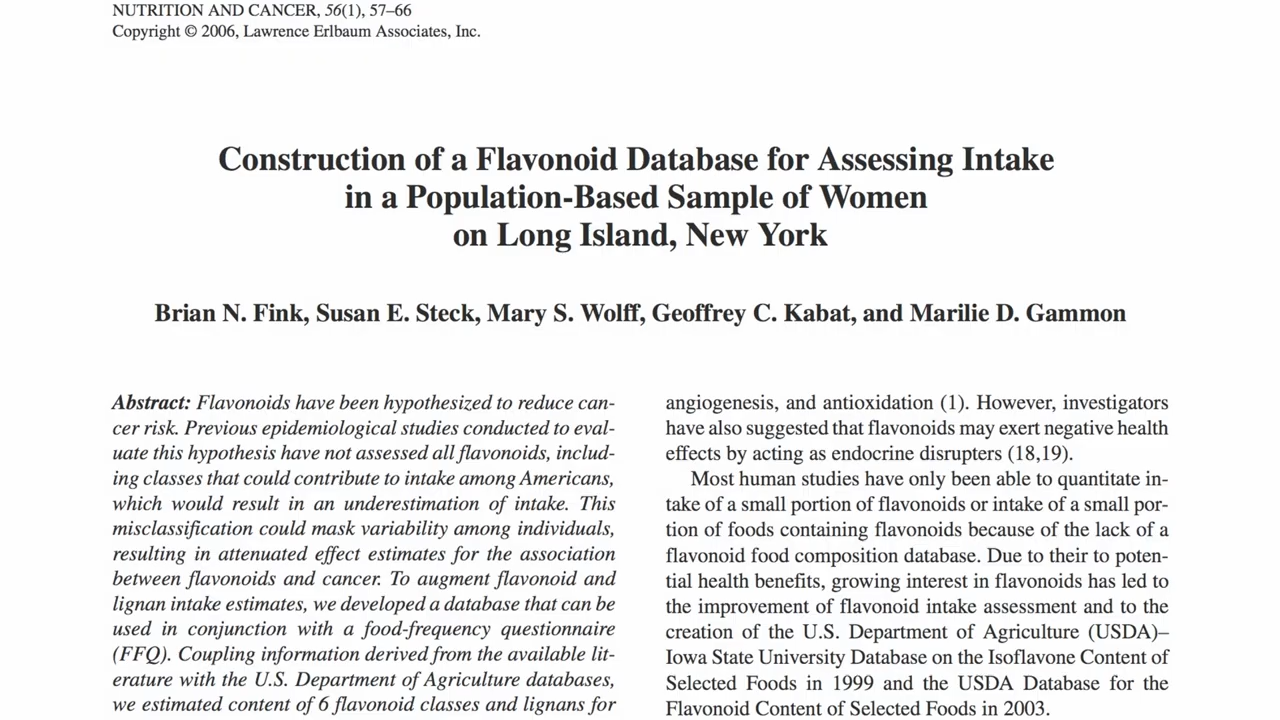 NUTRITION AND CANCER, 56(1), 57–66
Copyright © 2006, Lawrence Erlbaum Associates, Inc.
Construction of a Flavonoid Database for Assessing Intake
in a Population-Based Sample of Women
on Long Island, New York
Brian N. Fink, Susan E. Steck, Mary S. Wolff, Geoffrey C. Kabat, and Marilie D. Gammon
Abstract: Flavonoids have been hypothesized to reduce can-
cer risk. Previous epidemiological studies conducted to eval-
uate this hypothesis have not assessed all flavonoids, includ-
ing classes that could contribute to intake among Americans,
which would result in an underestimation of intake. This
misclassification could mask variability among individuals,
resulting in attenuated effect estimates for the association
between flavonoids and cancer. To augment flavonoid and
lignan intake estimates, we developed a database that can be
used in conjunction with a food-frequency questionnaire
(FFQ). Coupling information derived from the available lit-
erature with the U.S. Department of Agriculture databases,
we estimated content of 6 flavonoid classes and lignans for
angiogenesis, and antioxidation (1). However, investigators
have also suggested that flavonoids may exert negative health
effects by acting as endocrine disrupters (18,19).
Most human studies have only been able to quantitate in-
take of a small portion of flavonoids or intake of a small por-
tion of foods containing flavonoids because of the lack of a
flavonoid food composition database. Due to their to poten-
tial health benefits, growing interest in flavonoids has led to
the improvement of flavonoid intake assessment and to the
creation of the U.S. Department of Agriculture (USDA)–
Iowa State University Database on the Isoflavone Content of
Selected Foods in 1999 and the USDA Database for the
Flavonoid Content of Selected Foods in 2003.